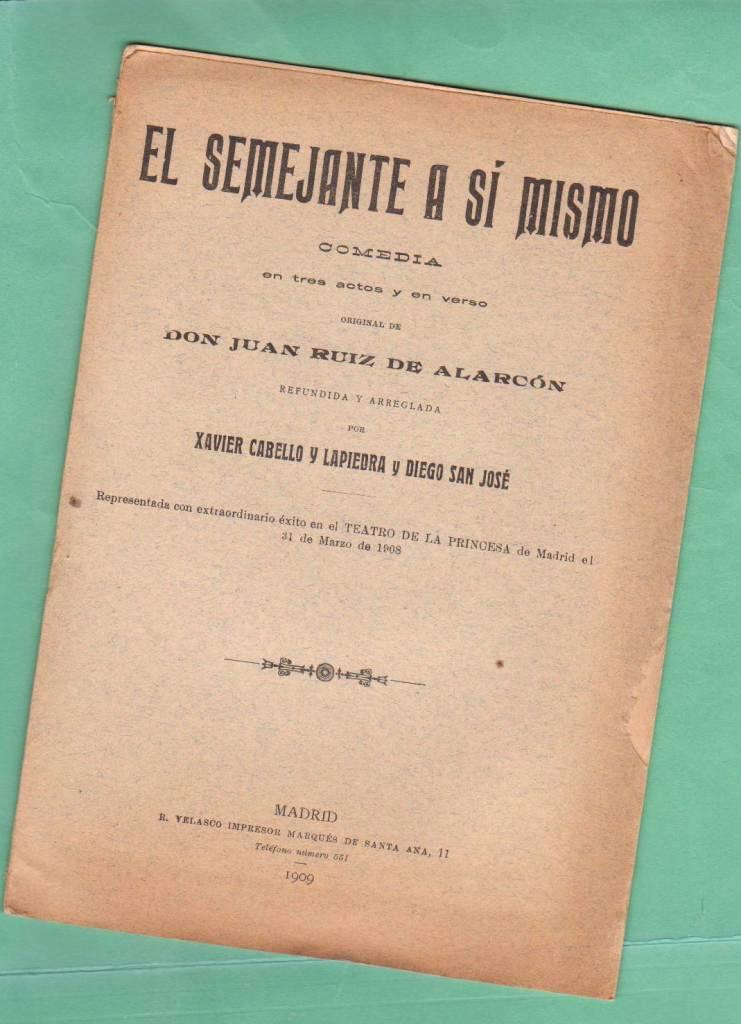 EL SEMEJANTE A SÍ MISMO
COMEDIA
en tres actos y en verso
ORIGINAL DE
DON JUAN RUIZ DE ALARCÓN
REFUNDIDA Y ARREGLADA
POR
XAVIER CABELLO Y LAPIEDRA y DIEGO SAN JOSÉ
Representada con extraordinario éxito en el TEATRO DE LA PRINCESA de Madrid el
31 de Marzo de 1908
MADRID
R. VELASCO IMPRESOR MARQUÉS DE SANTA ANA, 11
Teléfono número 551
1909